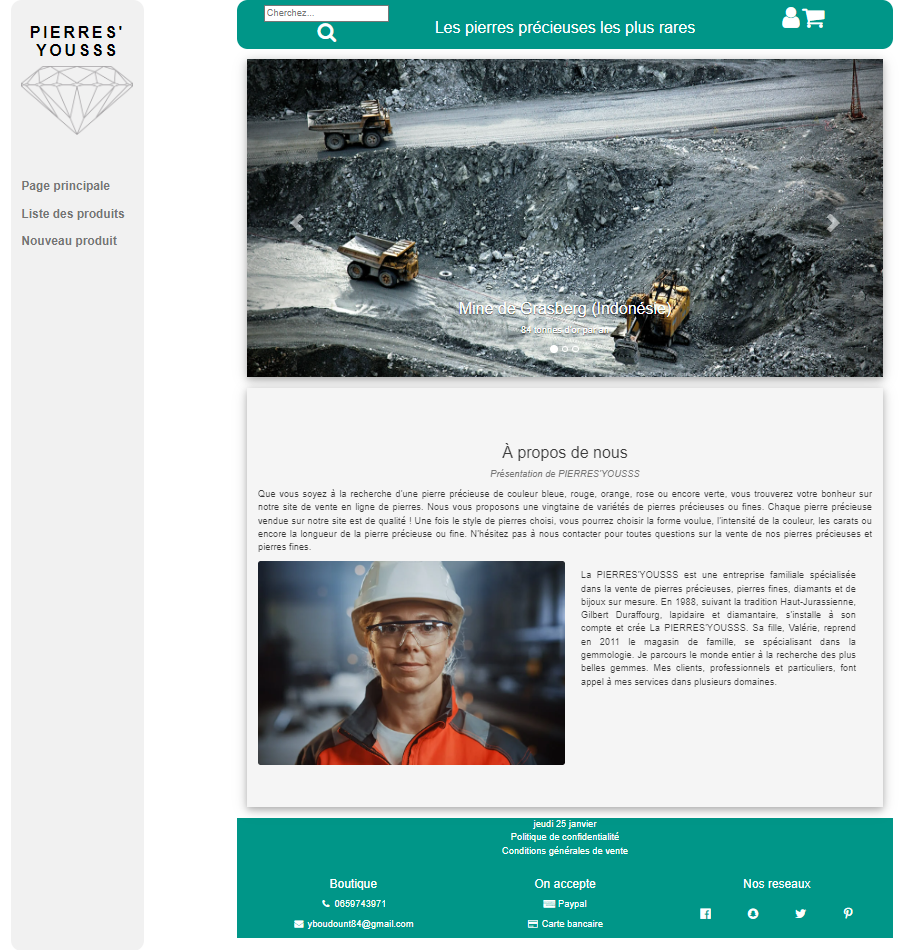 PIERRES'
YOUSSS
Page principale
Liste des produits
Nouveau produit
Cherchez...
Les pierres précieuses les plus rares
Mine de Grasberg (Indonésie)
84 tonnes d'or par an
À propos de nous
Présentation de PIERRES'YOUSSS
Que vous soyez à la recherche d'une pierre précieuse de couleur bleue, rouge, orange, rose ou encore verte, vous trouverez votre bonheur sur
notre site de vente en ligne de pierres. Nous vous proposons une vingtaine de variétés de pierres précieuses ou fines. Chaque pierre précieuse
vendue sur notre site est de qualité ! Une fois le style de pierres choisi, vous pourrez choisir la forme voulue, l'intensité de la couleur, les carats ou
encore la longueur de la pierre précieuse ou fine. N'hésitez pas à nous contacter pour toutes questions sur la vente de nos pierres précieuses et
pierres fines.
La PIERRES'YOUSSS est une entreprise familiale spécialisée
dans la vente de pierres précieuses, pierres fines, diamants et de
bijoux sur mesure. En 1988, suivant la tradition Haut-Jurassienne,
Gilbert Duraffourg, lapidaire et diamantaire, s'installe à son
compte et crée La PIERRES'YOUSSS. Sa fille, Valérie, reprend
en 2011 le magasin de famille, se spécialisant dans la
gemmologie. Je parcours le monde entier à la recherche des plus
belles gemmes. Mes clients, professionnels et particuliers, font
appel à mes services dans plusieurs domaines.
jeudi 25 janvier
Politique de confidentialité
Conditions générales de vente
Boutique
0659743971
yboudount84@gmail.com
On accepte
Paypal
Carte bancaire
Nos reseaux